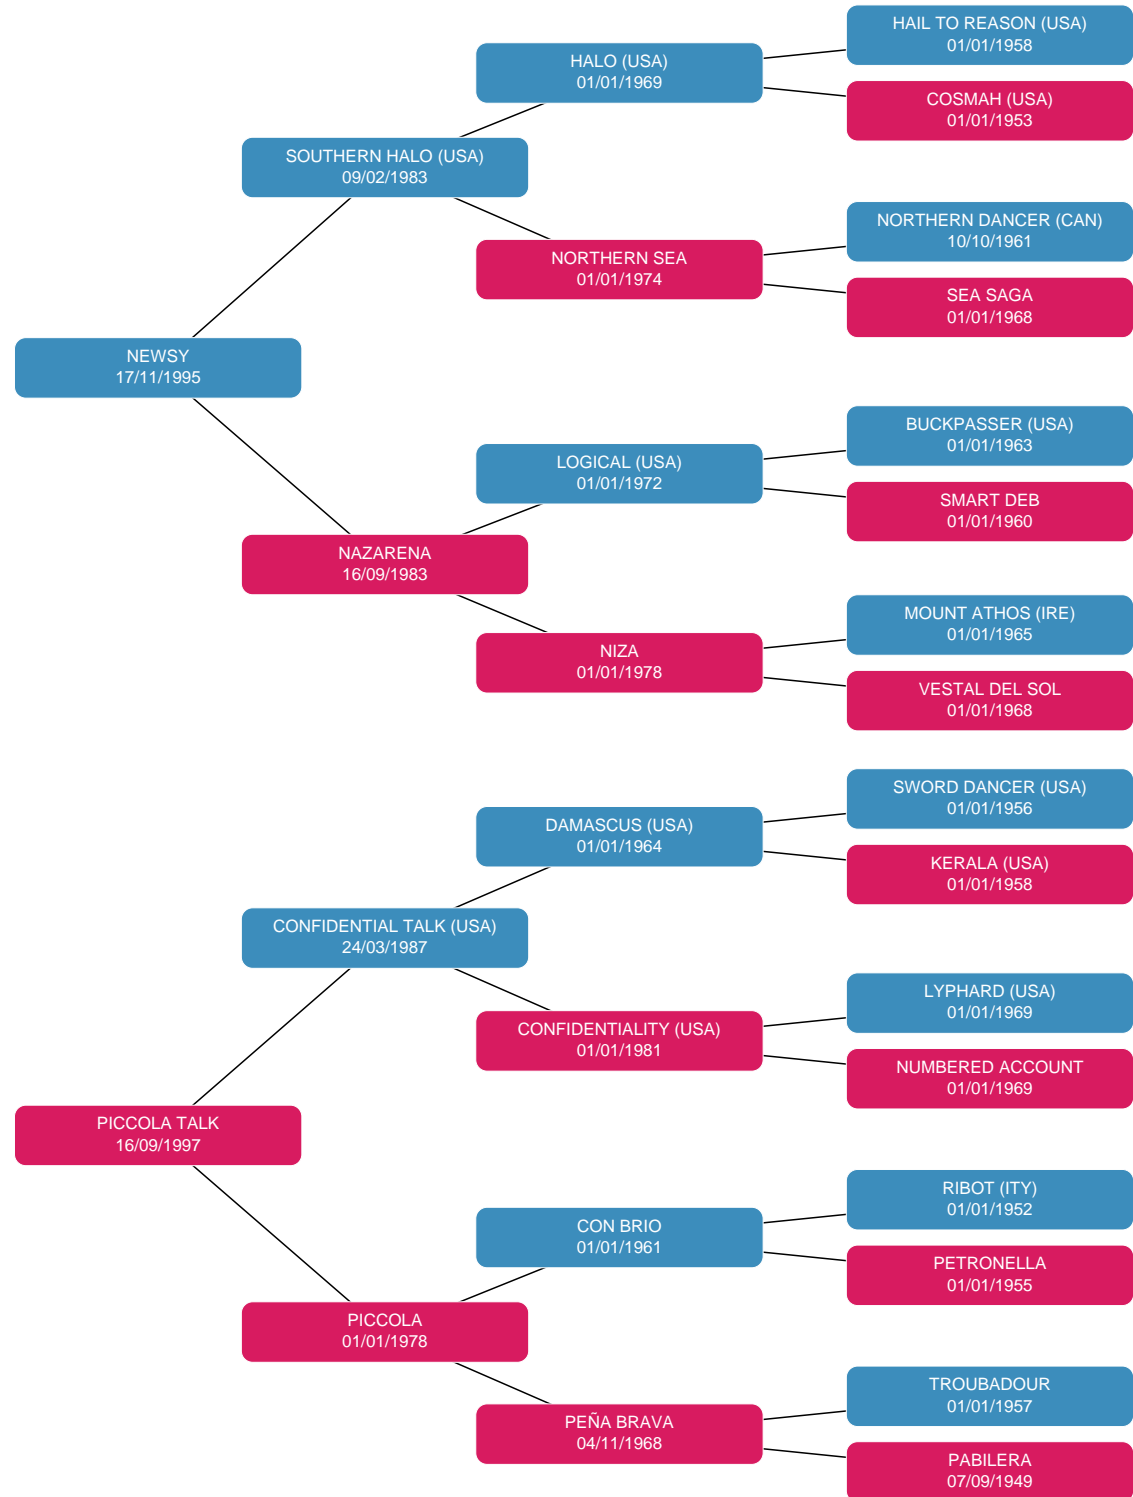 HAIL TO REASON (USA)
01/01/1958
HALO (USA)
01/01/1969
COSMAH (USA)
01/01/1953
SOUTHERN HALO (USA)
09/02/1983
NORTHERN DANCER (CAN)
10/10/1961
NORTHERN SEA
01/01/1974
SEA SAGA
01/01/1968
NEWSY
17/11/1995
BUCKPASSER (USA)
01/01/1963
LOGICAL (USA)
01/01/1972
SMART DEB
01/01/1960
NAZARENA
16/09/1983
MOUNT ATHOS (IRE)
01/01/1965
NIZA
01/01/1978
VESTAL DEL SOL
01/01/1968
SWORD DANCER (USA)
01/01/1956
DAMASCUS (USA)
01/01/1964
KERALA (USA)
01/01/1958
CONFIDENTIAL TALK (USA)
24/03/1987
LYPHARD (USA)
01/01/1969
CONFIDENTIALITY (USA)
01/01/1981
NUMBERED ACCOUNT
01/01/1969
PICCOLA TALK
16/09/1997
RIBOT (ITY)
01/01/1952
CON BRIO
01/01/1961
PETRONELLA
01/01/1955
PICCOLA
01/01/1978
TROUBADOUR
01/01/1957
PEÑA BRAVA
04/11/1968
PABILERA
07/09/1949